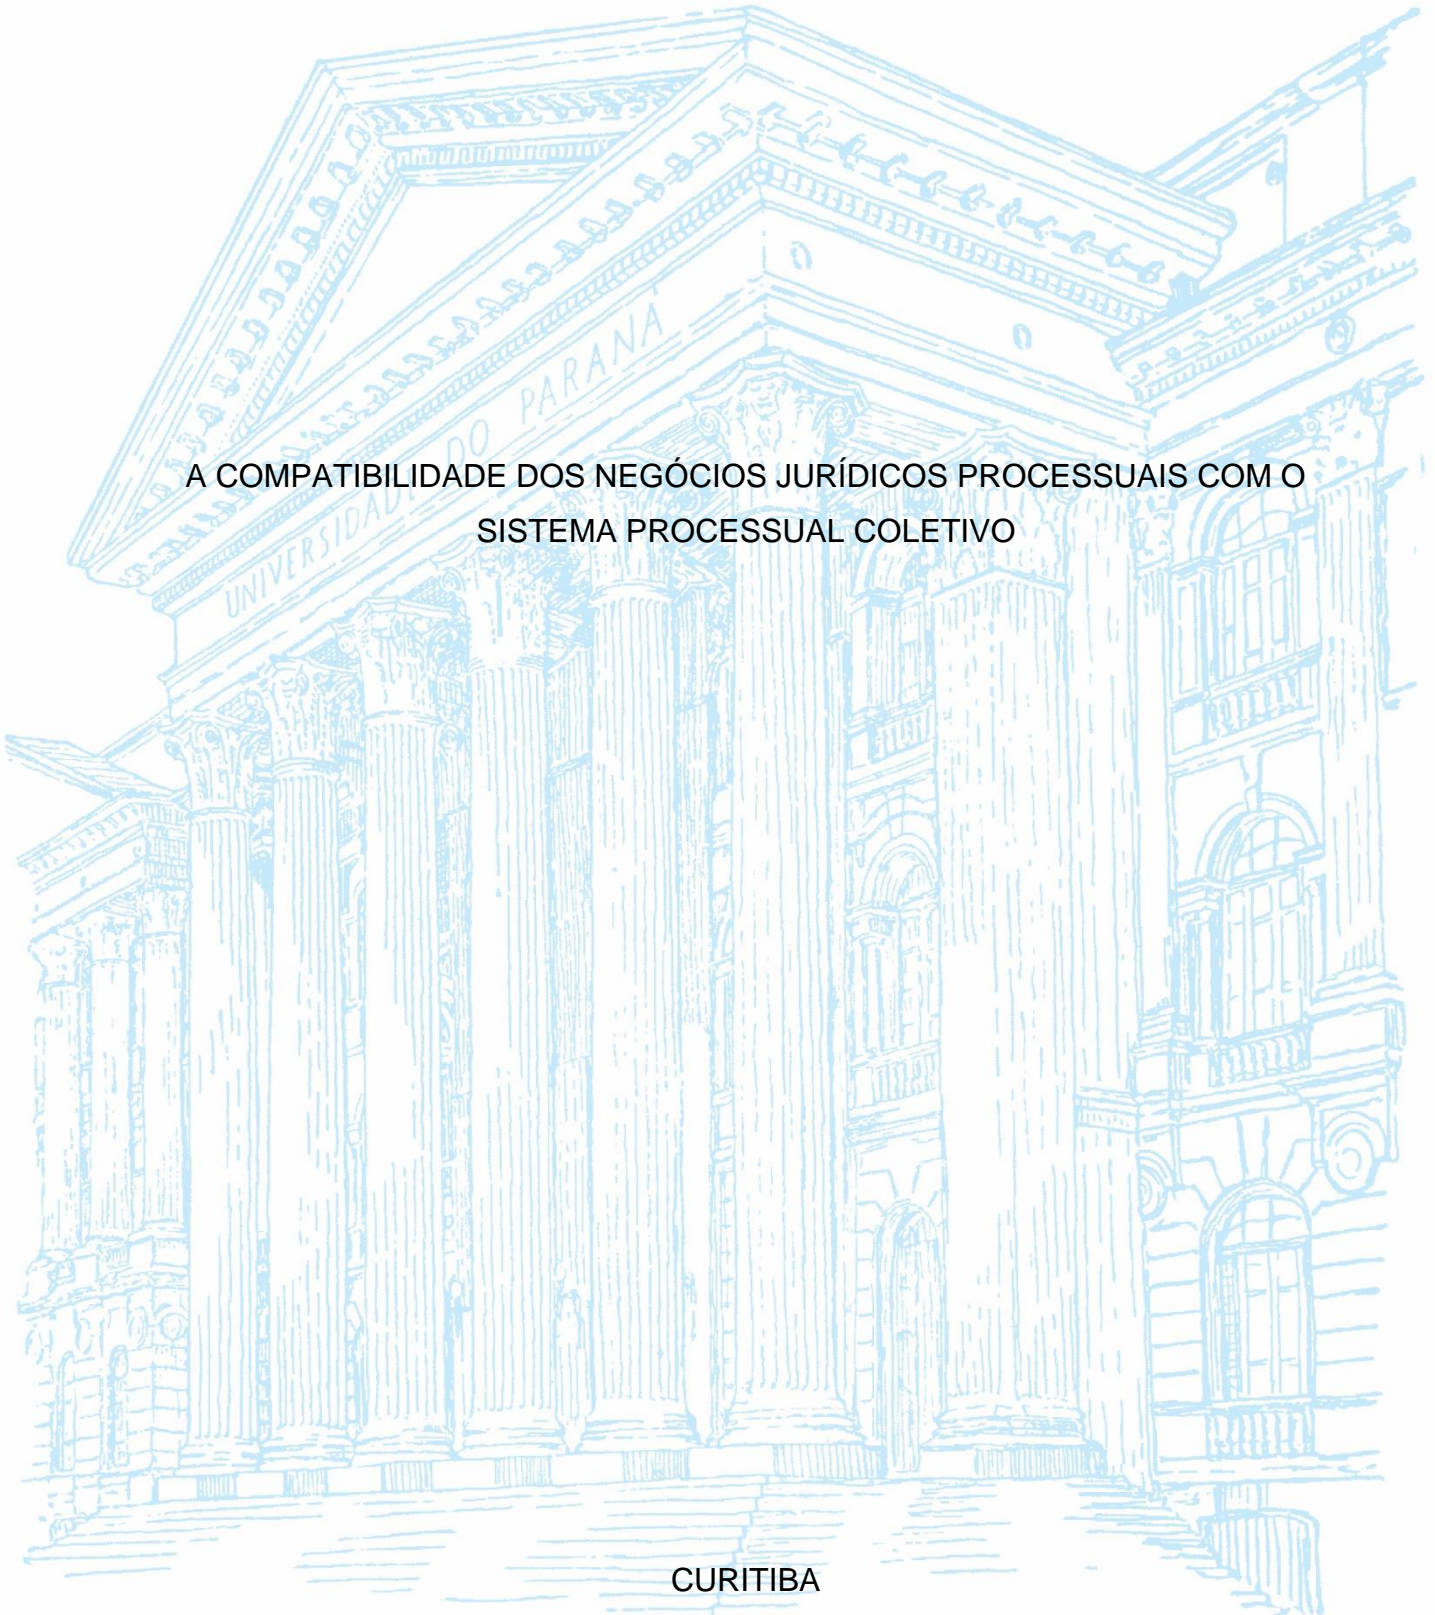 UNIVERSIDADE DO PARANÁ
A COMPATIBILIDADE DOS NEGÓCIOS JURÍDICOS PROCESSUAIS COM O
SISTEMA PROCESSUAL COLETIVO
CURITIBA